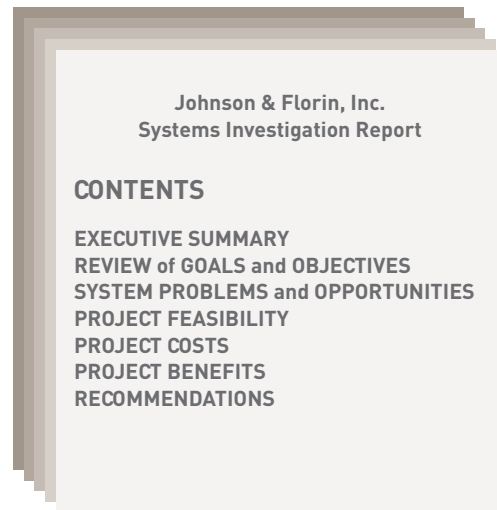 Johnson & Florin, Inc.
Systems Investigation Report
CONTENTS
EXECUTIVE SUMMARY
REVIEW of GOALS and OBJECTIVES
SYSTEM PROBLEMS and OPPORTUNITIES
PROJECT FEASIBILITY
PROJECT COSTS
PROJECT BENEFITS
RECOMMENDATIONS